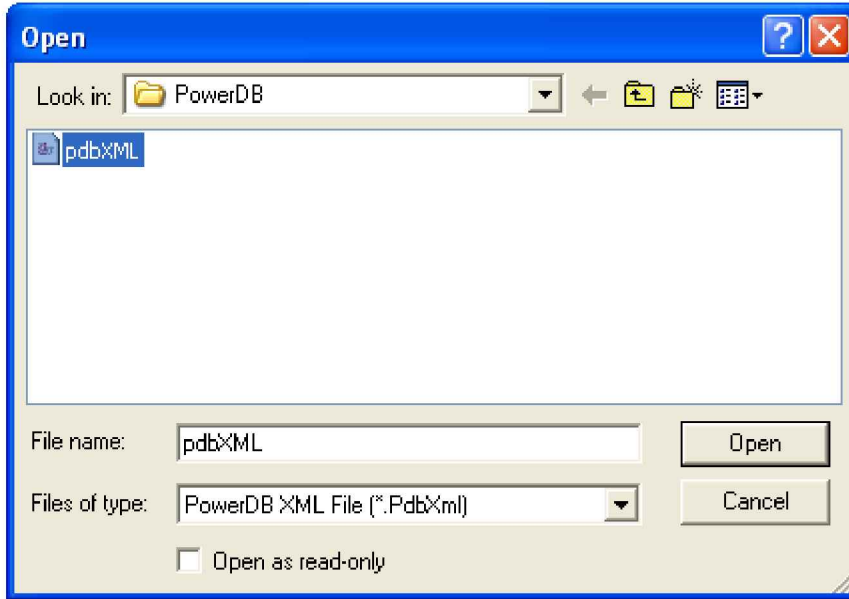 Open
Look in: PowerDB
pdbXML
File name: pdbXML Open
Files of type: PowerDB XML File (*.PdbXml) Cancel
Open as read-only